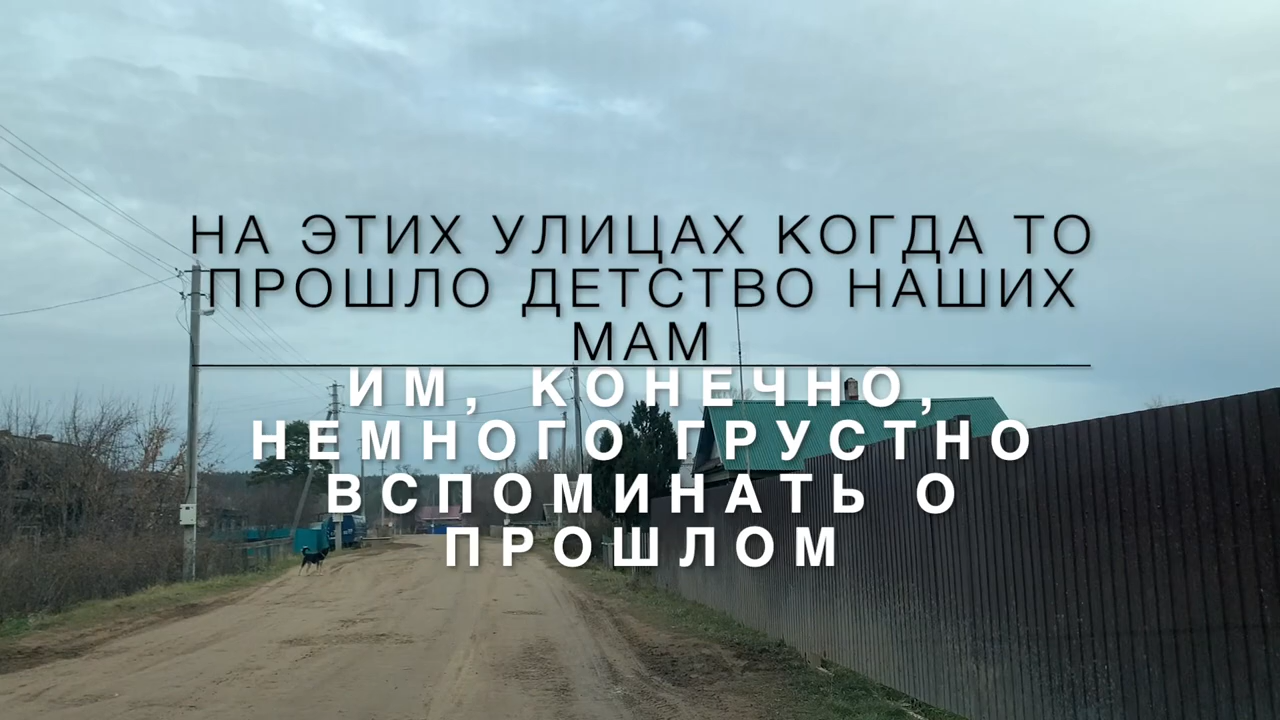 НА ЭТИХ УЛИЦАХ КОГДА ТО
ПРОШЛО ДЕТСТВО НАШИХ
МАМ
ИМ, КОНЕЧНО,
НЕМНОГО ГРУСТНО
ВСПОМИНАТЬ О
ПРОШЛОМ